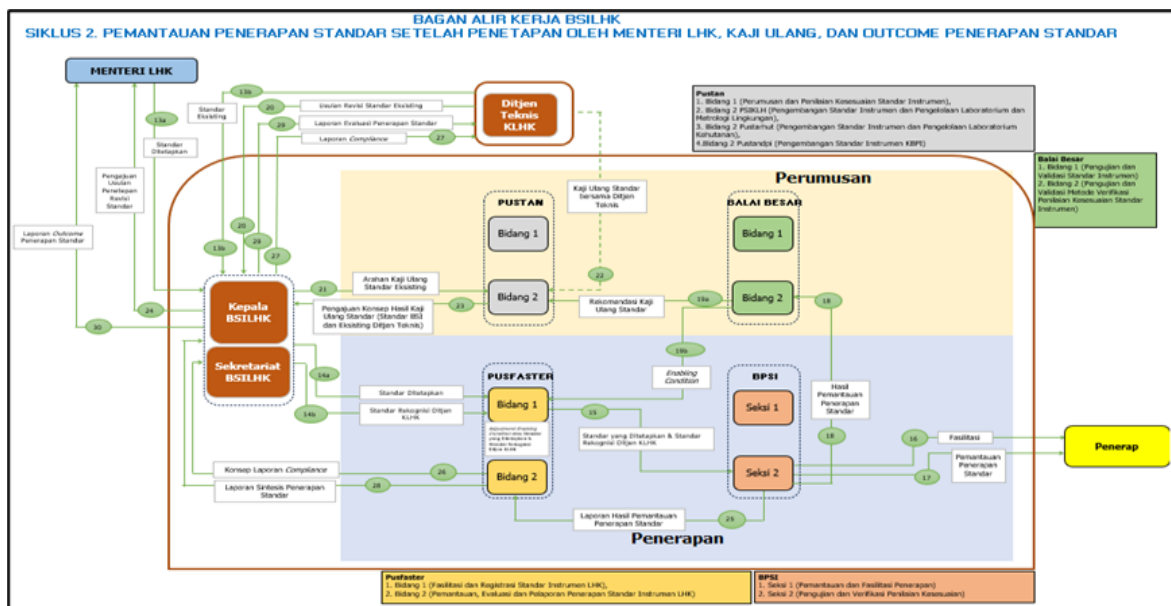 BAGAN ALIR KERJA BSILHK
SIKLUS 2. PEMANTAUAN PENERAPAN STANDAR SETELAH PENETAPAN OLEH MENTERI LHK, KAJI ULANG, DAN OUTCOME PENERAPAN STANDAR
MENTERI LHK
13b
20
29
27
Usulan Revisi Standar Eksisting
Laporan Evaluasi Penerapan Standar
Laporan Compliance
Ditjen
Teknis
KLHK
Standar
Eksisting
13a
Standar
Ditetapkan
Pengajuan
Usulan
Penetapan
Revisi
Standar
Laporan Outcome
Penerapan Standar
Pustan
1. Bidang 1 (Perumusan dan Penilaian Kesesuaian Standar Instrumen),
2. Bidang 2 PSIKLH (Pengembangan Standar Instrumen dan Pengelolaan Laboratorium dan
Metrologi Lingkungan),
3. Bidang 2 Pustarhut (Pengembangan Standar Instrumen dan Pengelolaan Laboratorium
Kehutanan),
4.Bidang 2 Pustandpi (Pengembangan Standar Instrumen KBPI)
Balai Besar
1. Bidang 1 (Pengujian dan
Validasi Standar Instrumen)
2. Bidang 2 (Pengujian dan
Validasi Metode Verifikasi
Penilaian Kesesuaian Standar
Instrumen)
Perumusan
Kaji Ulang Standar
bersama Ditjen
Teknis
PUSTAN
Bidang 1
Bidang 2
BALAI BESAR
Bidang 1
Bidang 2
13b
20
29
27
22
21
Arahan Kaji Ulang
Standar Eksisting
Pengajuan Konsep Hasil Kaji
Ulang Standar (Standar BSI
dan Eksisting Ditjen Teknis)
23
Rekomendasi Kaji
Ulang Standar
19a
18
24
30
Kepala
BSILHK
Sekretariat
BSILHK
19b
Enabling
Condition
14a
14b
Standar Ditetapkan
Standar Rekognisi Ditjen
KLHK
PUSFASTER
Bidang 1
Bidang 2
15
Standar yang Ditetapkan & Standar
Rekognisi Ditjen KLHK
BPSI
Seksi 1
Seksi 2
Hasil
Pemantauan
Penerapan
Standar
18
16
Fasilitasi
17
Pemantauan
Penerapan
Standar
Penerap
Konsep Laporan Compliance
26
Laporan Sintesis Penerapan
Standar
28
Laporan Hasil Pemantauan
Penerapan Standar
25
Penerapan
Pusfaster
1. Bidang 1 (Fasilitasi dan Registrasi Standar Instrumen LHK),
2. Bidang 2 (Pemantauan, Evaluasi dan Pelaporan Penerapan Standar Instrumen LHK)
BPSI
1. Seksi 1 (Pemantauan dan Fasilitasi Penerapan)
2. Seksi 2 (Pengujian dan Verifikasi Penilaian Kesesuaian)